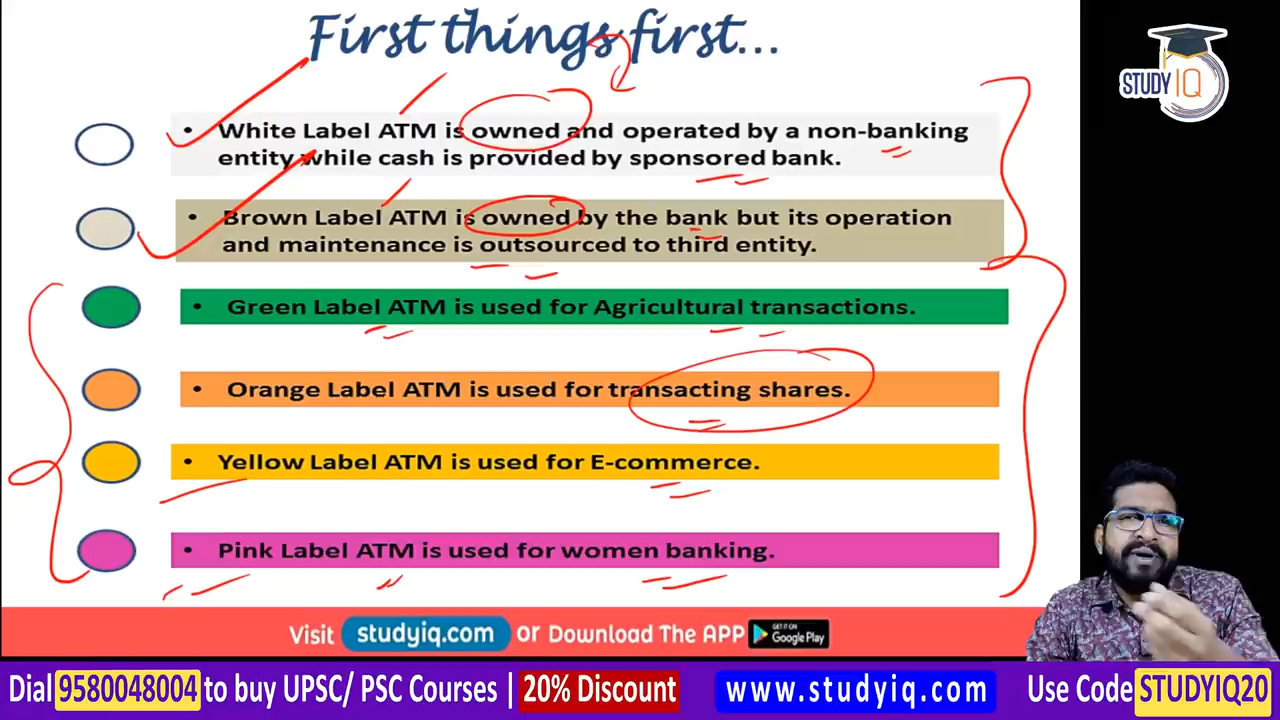 First things first...
STUDY IQ
• White Label ATM is owned and operated by a non-banking
entity while cash is provided by sponsored bank.
• Brown Label ATM is owned by the bank but its operation
and maintenance is outsourced to third entity.
• Green Label ATM is used for Agricultural transactions.
• Orange Label ATM is used for transacting shares.
• Yellow Label ATM is used for E-commerce.
• Pink Label ATM is used for women banking.
Visit studyiq.com or Download The APP GET IT ON Google Play
Dial 9580048004 to buy UPSC/ PSC Courses | 20% Discount www.studyiq.com Use Code STUDYIQ20